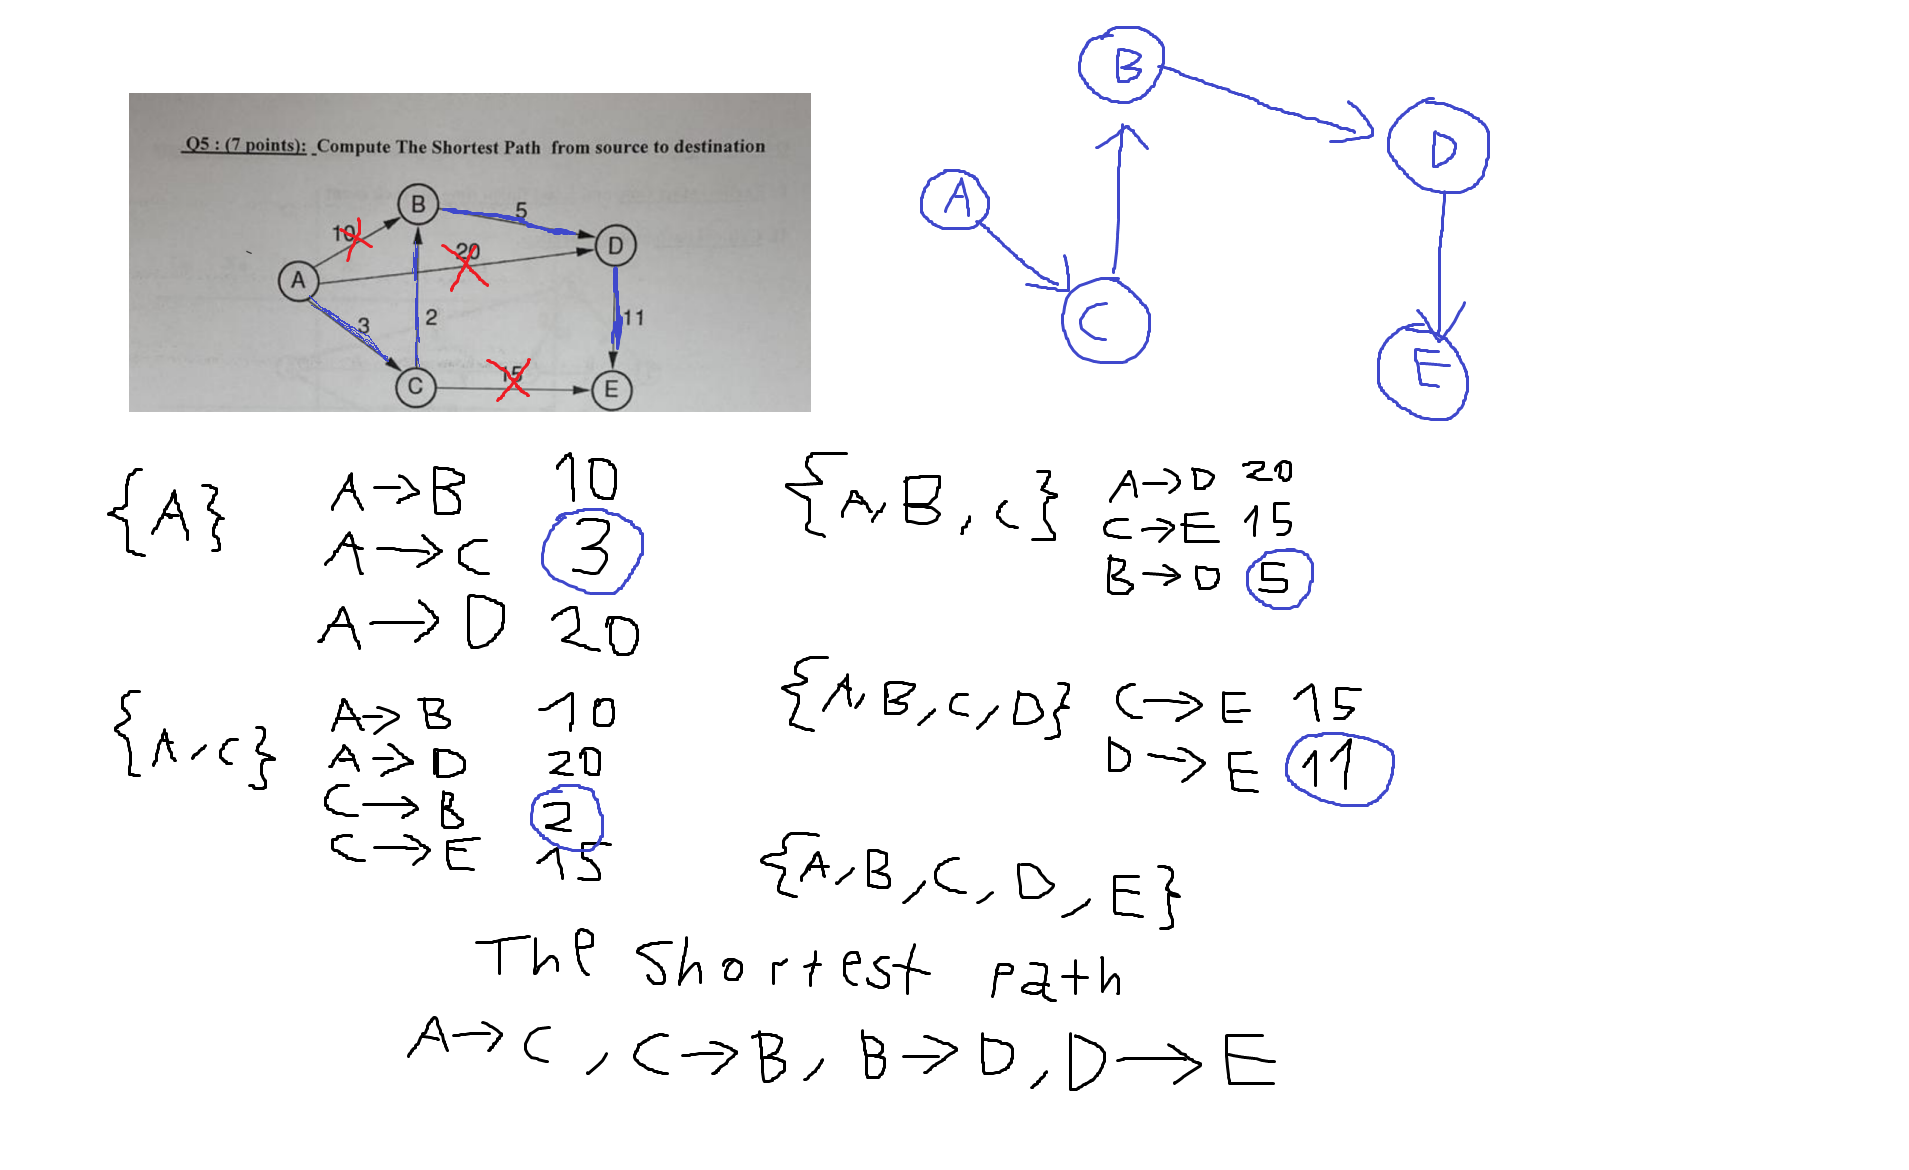 Q5 : (7 points): Compute The Shortest Path from source to destination
B
10
5
20
D
A
3
2
11
15
C
E
B
D
A
C
E
{A}
A→B 10
A→C 3
A→D 20
{A,C}
A→B 10
A→D 20
C→B 2
C→E 15
{A,B,C}
A→D 20
C→E 15
B→D 5
{A,B,C,D}
C→E 15
D→E 11
{A,B,C,D,E}
The shortest path
A→C, C→B, B→D, D→E